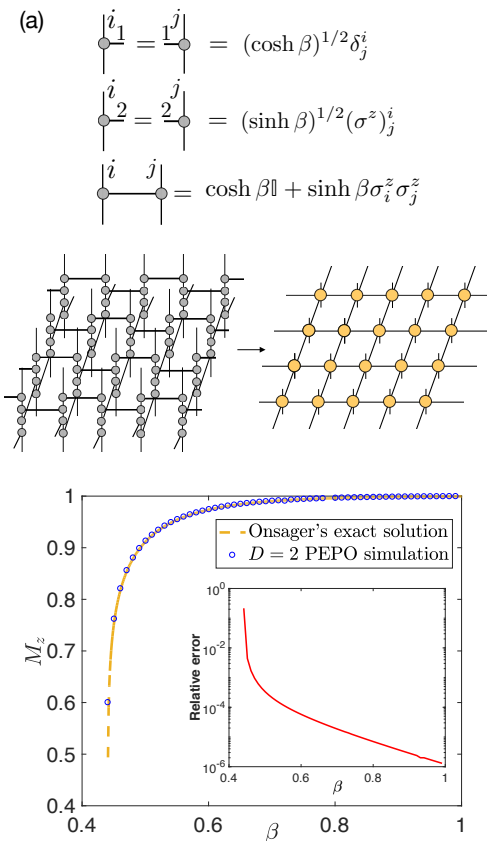 (a)
i 1 = 1 j = (cosh β)^{1/2} δ^i_j
i 2 = 2 j = (sinh β)^{1/2} (σ^z)^i_j
i j = cosh β𝟙 + sinh βσ^z_i σ^z_j
1
0.9
0.8
0.7
0.6
0.5
0.4
M_z
Onsager's exact solution
D = 2 PEPO simulation
10^0
10^{-2}
10^{-4}
10^{-6}
Relative error
0.4 0.6 0.8 1
β
0.4 0.6 0.8 1
β